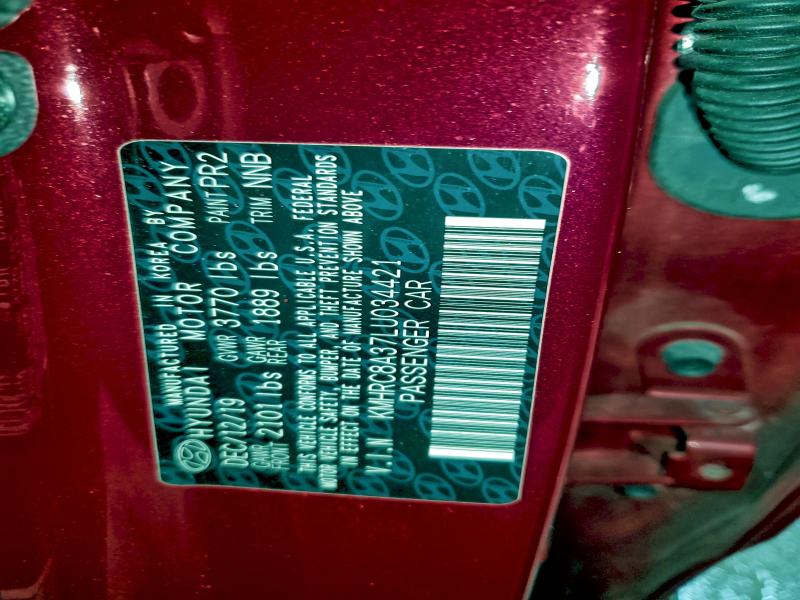 MANUFACTURED IN KOREA BY
HYUNDAI MOTOR COMPANY
DEC/12/19 GVWR 3770 lbs PAINT PR2
GAWR FRONT 2101 lbs GAWR REAR 1889 lbs TRIM NNB
THIS VEHICLE CONFORMS TO ALL APPLICABLE U.S.A. FEDERAL
MOTOR VEHICLE SAFETY, BUMPER, AND THEFT PREVENTION STANDARDS
IN EFFECT ON THE DATE OF MANUFACTURE SHOWN ABOVE
V.I.N KMHRC8A37LU034421
PASSENGER CAR